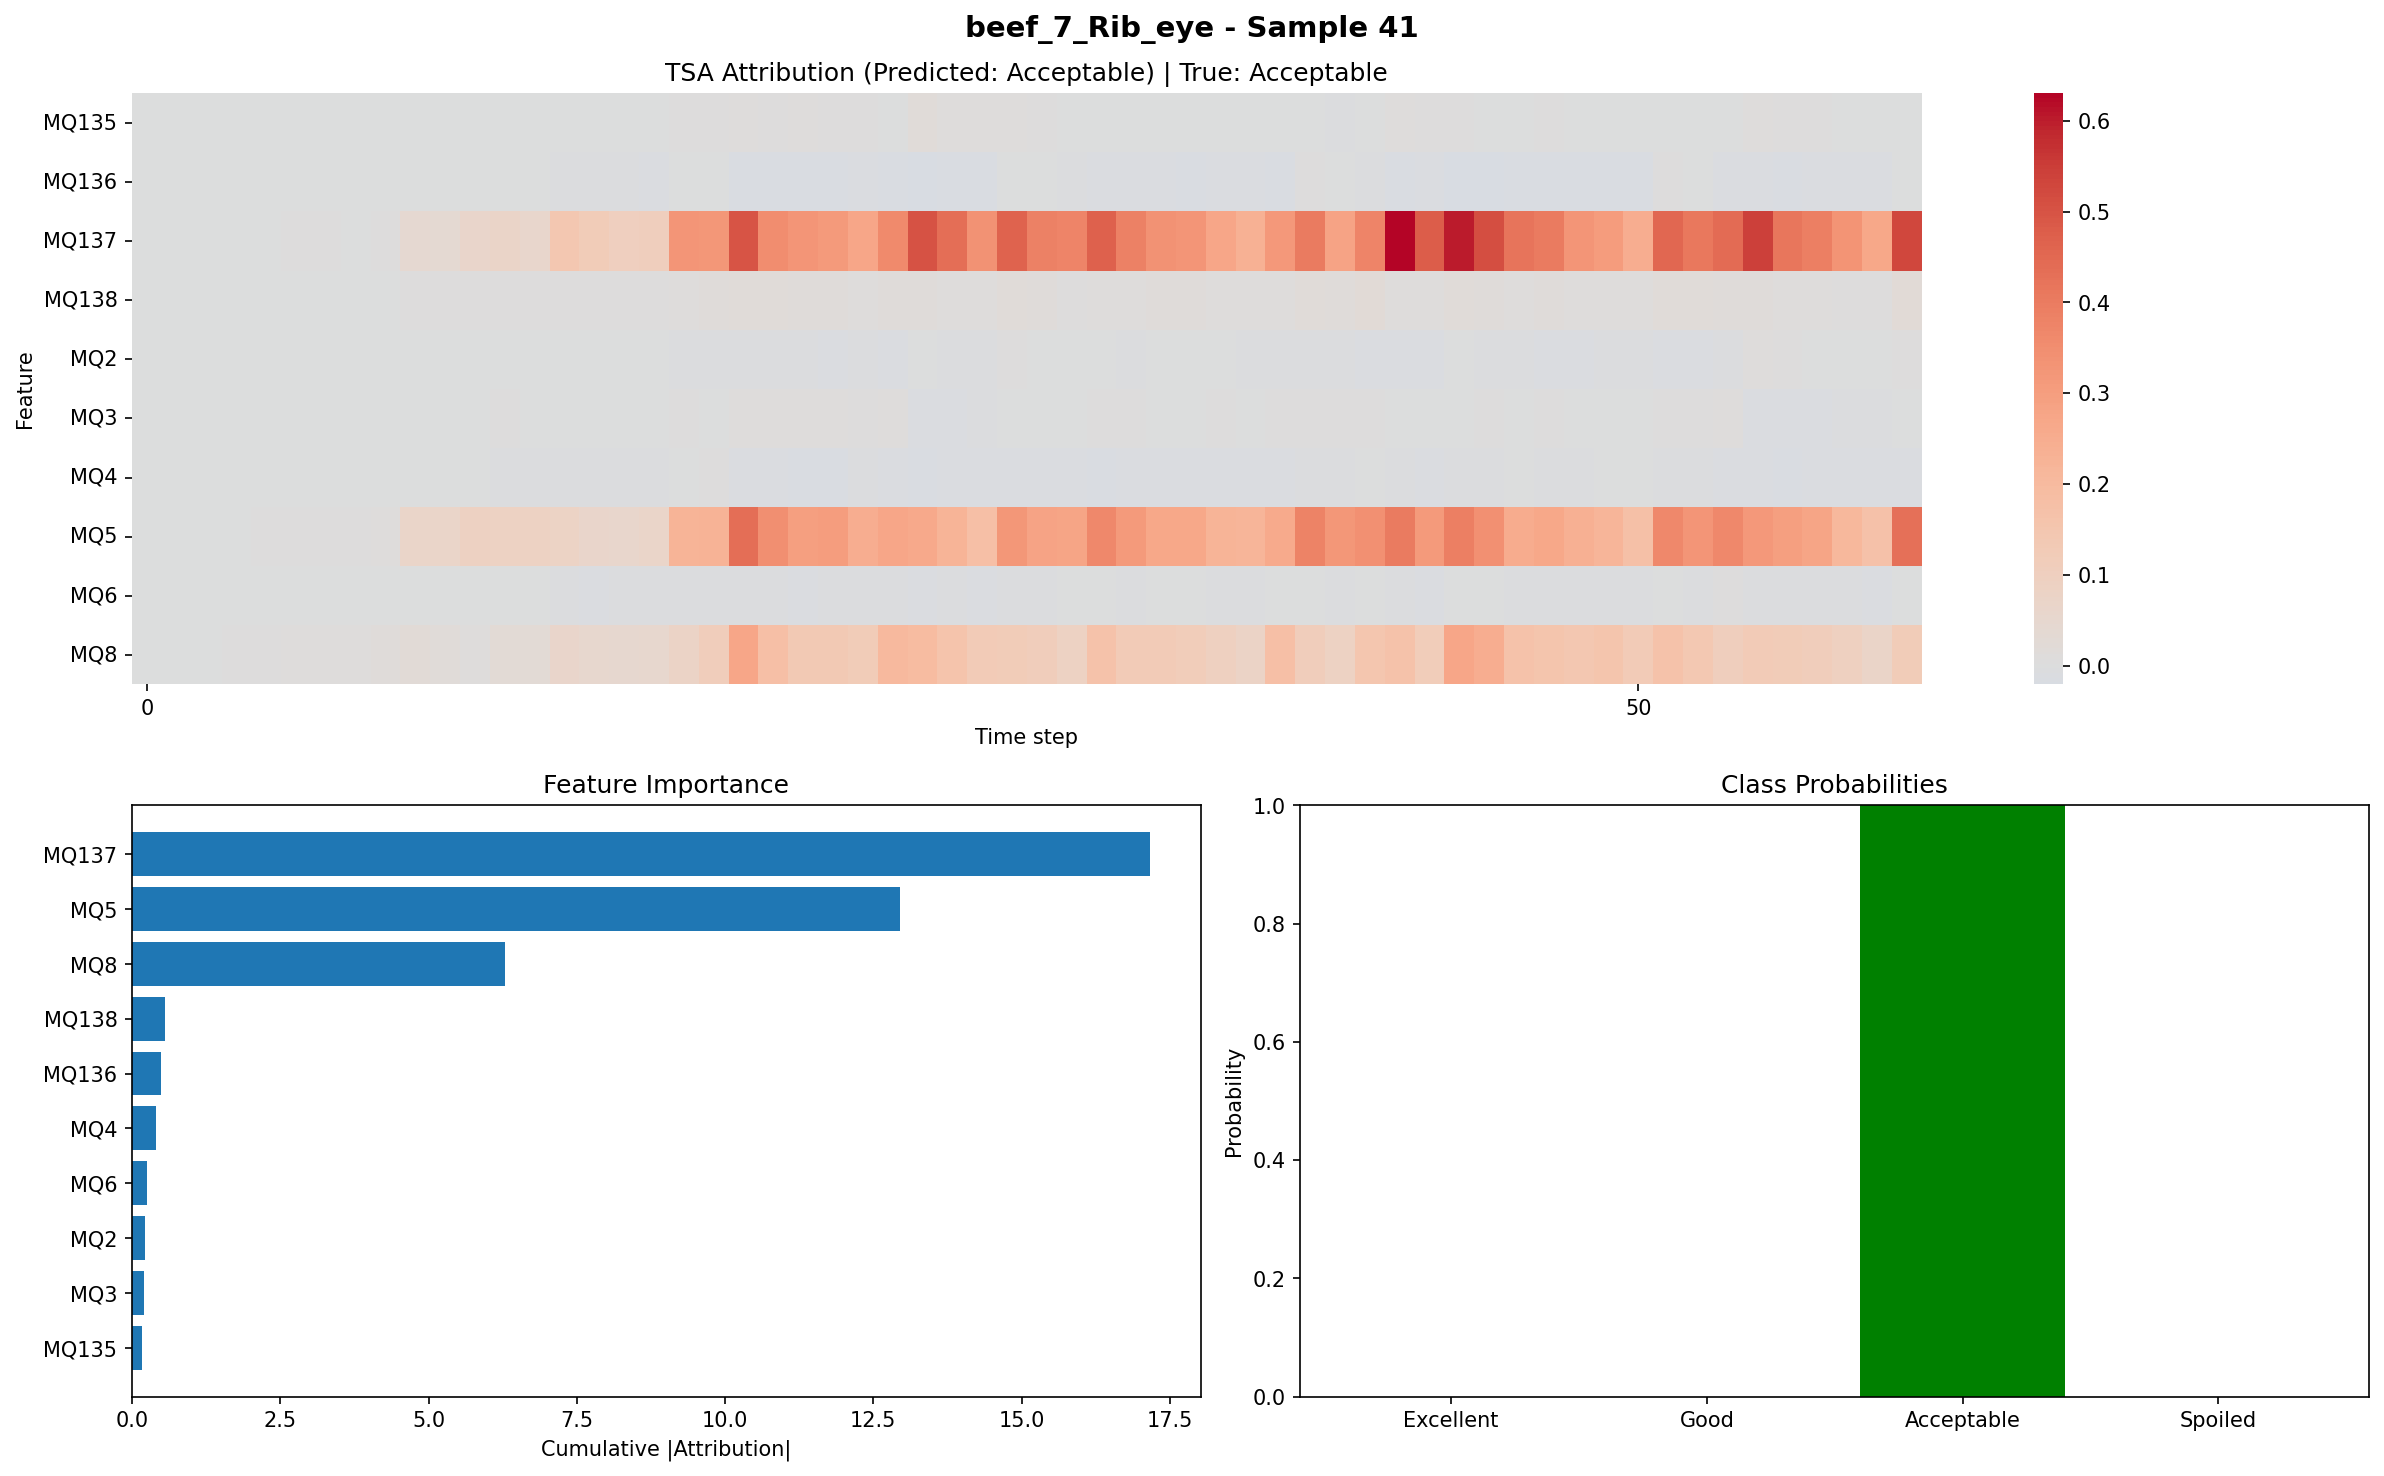 beef_7_Rib_eye - Sample 41
TSA Attribution (Predicted: Acceptable) | True: Acceptable
Feature
MQ135
MQ136
MQ137
MQ138
MQ2
MQ3
MQ4
MQ5
MQ6
MQ8
0
50
Time step
0.6
0.5
0.4
0.3
0.2
0.1
0.0
Feature Importance
MQ137
MQ5
MQ8
MQ138
MQ136
MQ4
MQ6
MQ2
MQ3
MQ135
0.0 2.5 5.0 7.5 10.0 12.5 15.0 17.5
Cumulative |Attribution|
Class Probabilities
Probability
1.0
0.8
0.6
0.4
0.2
0.0
Excellent Good Acceptable Spoiled